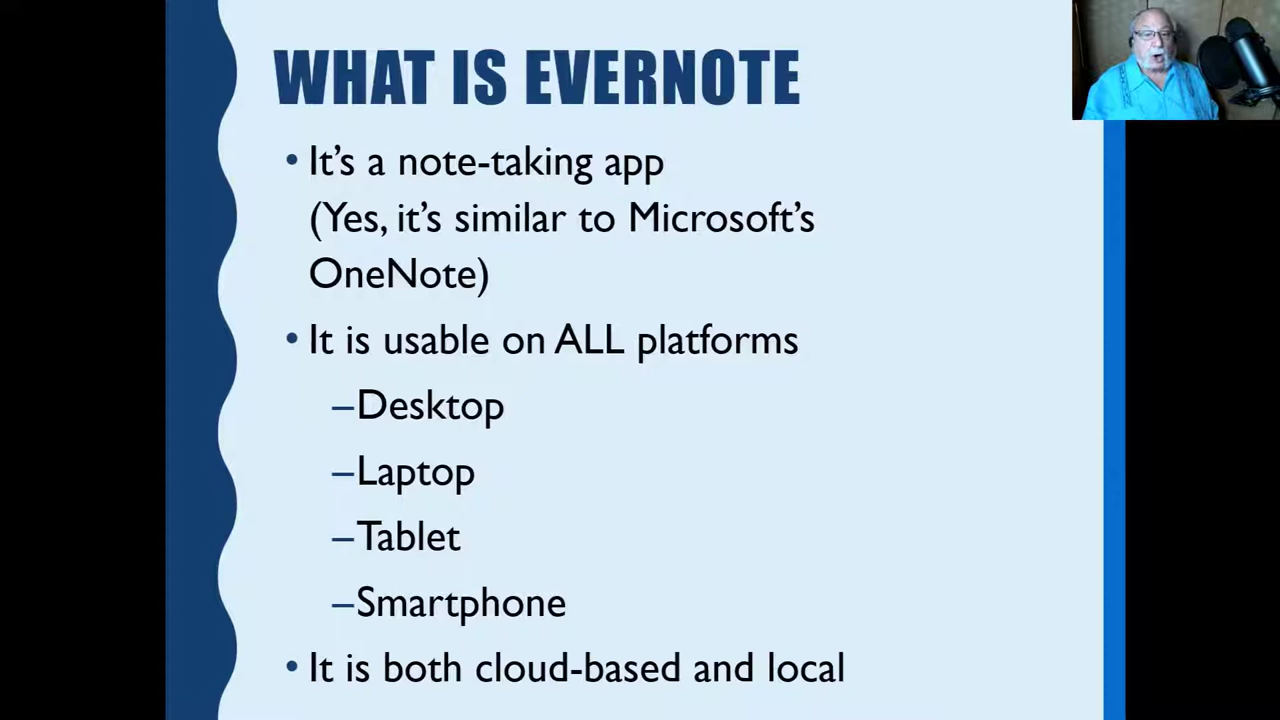 WHAT IS EVERNOTE
• It’s a note-taking app
(Yes, it’s similar to Microsoft’s
OneNote)
• It is usable on ALL platforms
–Desktop
–Laptop
–Tablet
–Smartphone
• It is both cloud-based and local